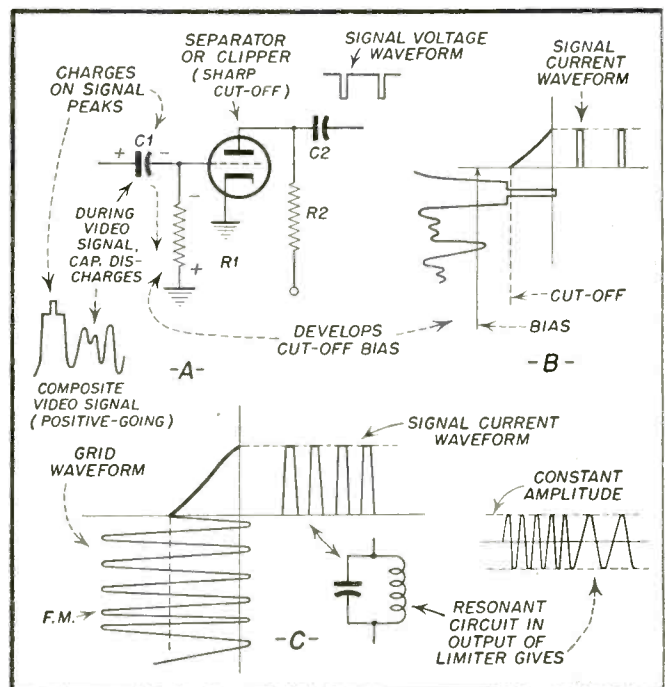 SEPARATOR
OR CLIPPER
(SHARP
CUT-OFF)
SIGNAL VOLTAGE
WAVEFORM
CHARGES
ON SIGNAL
PEAKS
C1
+
-
C2
DURING
VIDEO
SIGNAL,
CAP. DIS-
CHARGES
-
+
R1
R2
DEVELOPS
CUT-OFF BIAS
-A-
COMPOSITE
VIDEO SIGNAL
(POSITIVE-GOING)
SIGNAL
CURRENT
WAVEFORM
CUT-OFF
BIAS
-B-
GRID
WAVEFORM
SIGNAL CURRENT
WAVEFORM
F.M.
-C-
CONSTANT
AMPLITUDE
RESONANT
CIRCUIT IN
OUTPUT OF
LIMITER GIVES